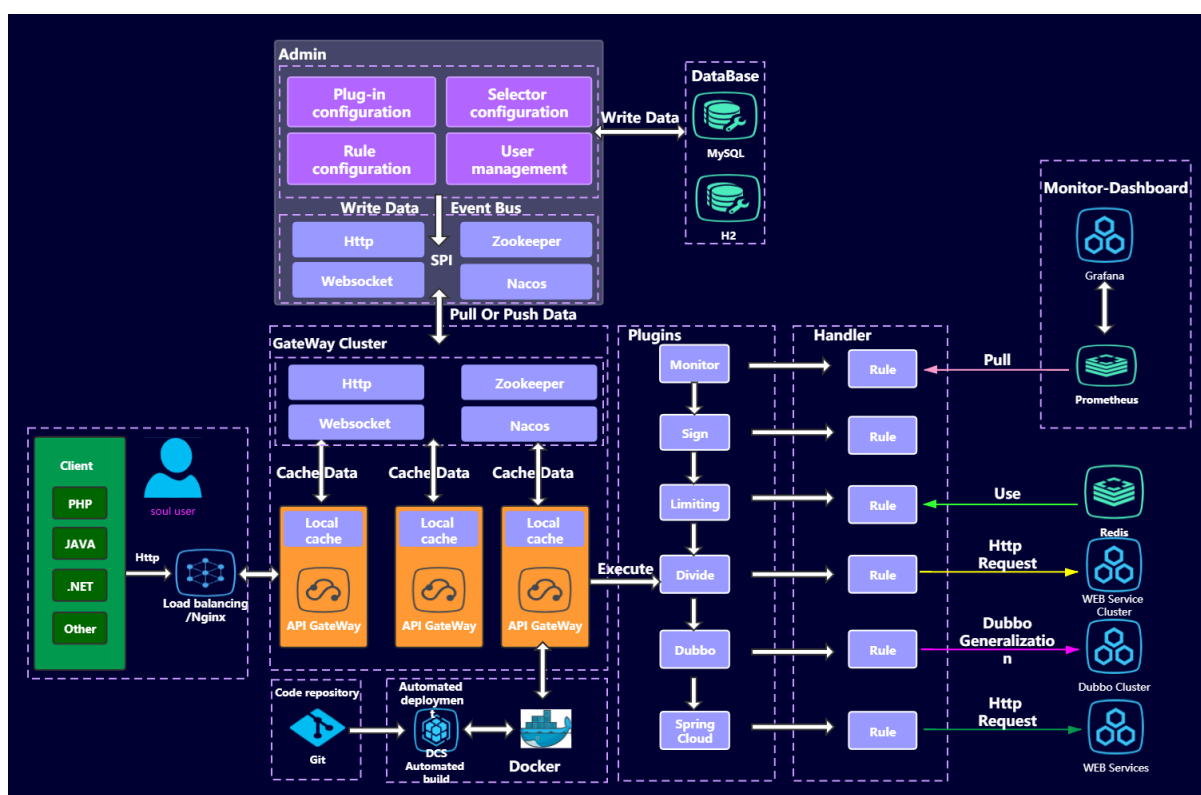 Admin
Plug-in
configuration
Selector
configuration
Rule
configuration
User
management
Write Data
DataBase
MySQL
H2
Write Data
Event Bus
Http
Zookeeper
SPI
Websocket
Nacos
Pull Or Push Data
Monitor-Dashboard
Grafana
Prometheus
Pull
GateWay Cluster
Http
Zookeeper
Websocket
Nacos
Cache Data
Cache Data
Cache Data
Local
cache
API GateWay
Local
cache
API GateWay
Local
cache
API GateWay
Execute
Client
PHP
JAVA
.NET
Other
soul user
Http
Load balancing
/Nginx
Plugins
Monitor
Sign
Limiting
Divide
Dubbo
Spring
Cloud
Handler
Rule
Rule
Rule
Rule
Rule
Rule
Use
Redis
Http
Request
WEB Service
Cluster
Dubbo
Generalizatio
n
Dubbo Cluster
Http
Request
WEB Services
Code repository
Git
Automated
deploymen
t
DCS
Automated
build
Docker